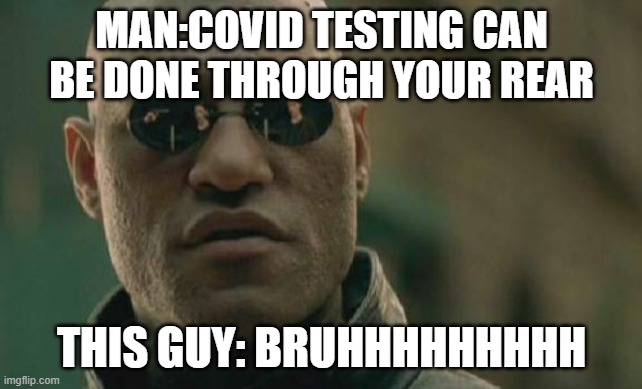 MAN:COVID TESTING CAN
BE DONE THROUGH YOUR REAR
THIS GUY: BRUHHHHHHHHH
imgflip.com